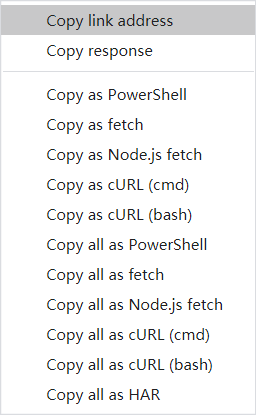 Copy link address
Copy response
Copy as PowerShell
Copy as fetch
Copy as Node.js fetch
Copy as cURL (cmd)
Copy as cURL (bash)
Copy all as PowerShell
Copy all as fetch
Copy all as Node.js fetch
Copy all as cURL (cmd)
Copy all as cURL (bash)
Copy all as HAR